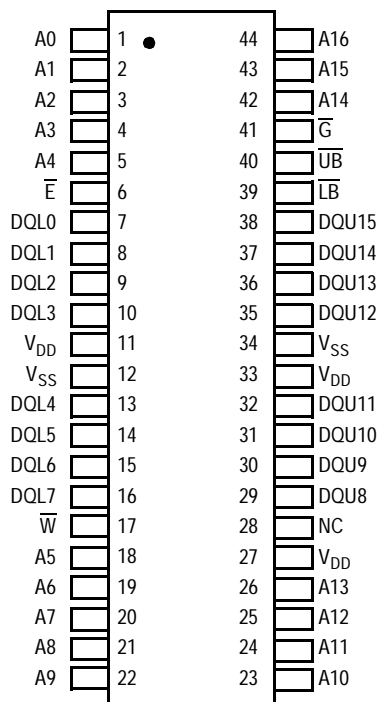 A0 1 44 A16
A1 2 43 A15
A2 3 42 A14
A3 4 41 G̅
A4 5 40 U̅B̅
E̅ 6 39 L̅B̅
DQL0 7 38 DQU15
DQL1 8 37 DQU14
DQL2 9 36 DQU13
DQL3 10 35 DQU12
VDD 11 34 VSS
VSS 12 33 VDD
DQL4 13 32 DQU11
DQL5 14 31 DQU10
DQL6 15 30 DQU9
DQL7 16 29 DQU8
W̅ 17 28 NC
A5 18 27 VDD
A6 19 26 A13
A7 20 25 A12
A8 21 24 A11
A9 22 23 A10